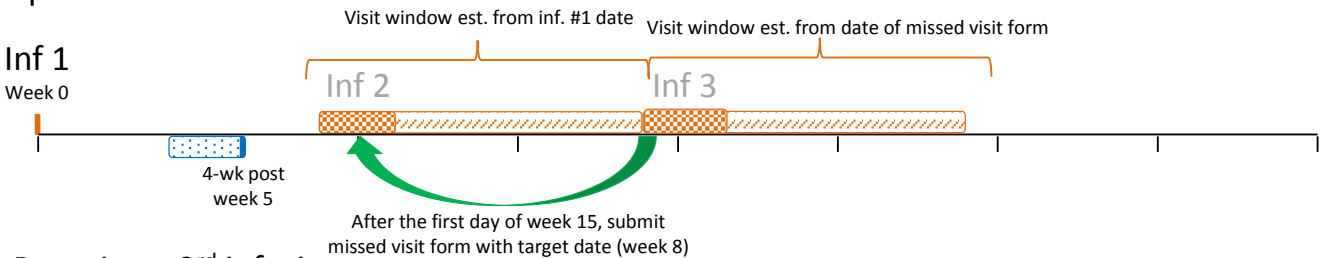 Visit window est. from inf. #1 date
Visit window est. from date of missed visit form
Inf 1
Week 0
Inf 2
Inf 3
4-wk post
week 5
After the first day of week 15, submit
missed visit form with target date (week 8)